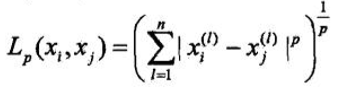 $L_p(x_i, x_j) = \left( \sum_{l=1}^{n} | x_i^{(l)} - x_j^{(l)} |^p \right)^{\frac{1}{p}}$